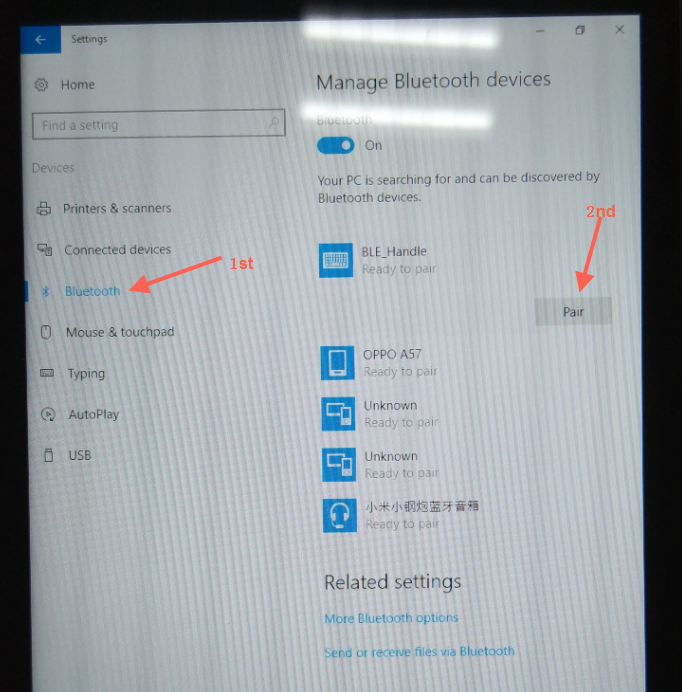 Settings
Home
Find a setting
Devices
Printers & scanners
Connected devices
1st
Bluetooth
Mouse & touchpad
Typing
AutoPlay
USB
Manage Bluetooth devices
Bluetooth
On
Your PC is searching for and can be discovered by
Bluetooth devices.
2nd
BLE_Handle
Ready to pair
Pair
OPPO A57
Ready to pair
Unknown
Ready to pair
Unknown
Ready to pair
小米小钢炮蓝牙音箱
Ready to pair
Related settings
More Bluetooth options
Send or receive files via Bluetooth